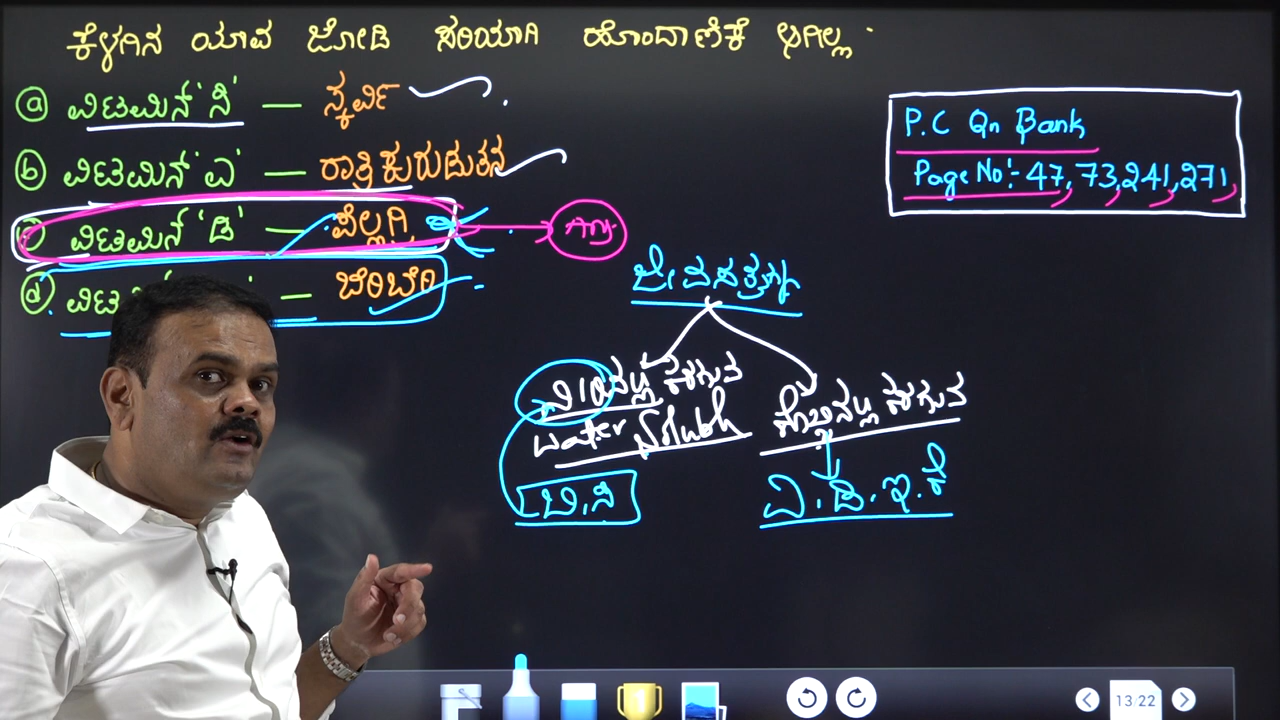 ಕೆಳಗಿನ ಯಾವ ಜೋಡಿ ಸರಿಯಾಗಿ ಹೊಂದಾಣಿಕೆ ಆಗಿಲ್ಲ.
ⓐ ವಿಟಮಿನ್ 'ಸಿ' — ಸ್ಕರ್ವಿ
ⓑ ವಿಟಮಿನ್ 'ಎ' — ರಾತ್ರಿ ಕುರುಡುತನ
ವಿಟಮಿನ್ 'ಡಿ' — ಪೆಲ್ಲಗ್ರಿ Ans
ⓓ ವಿಟ — ಬೆರಿಬೆರಿ
P.C Qn Bank
Page No:- 47, 73, 241, 271,
ಜೀವಸತ್ವಗಳು
ನೀರಿನಲ್ಲಿ ಕರಗುವ
water Soluble
ಕೊಬ್ಬಿನಲ್ಲಿ ಕರಗುವ
ಬಿ, ಸಿ
ಎ. ಡಿ. ಇ. ಕೆ
13/22